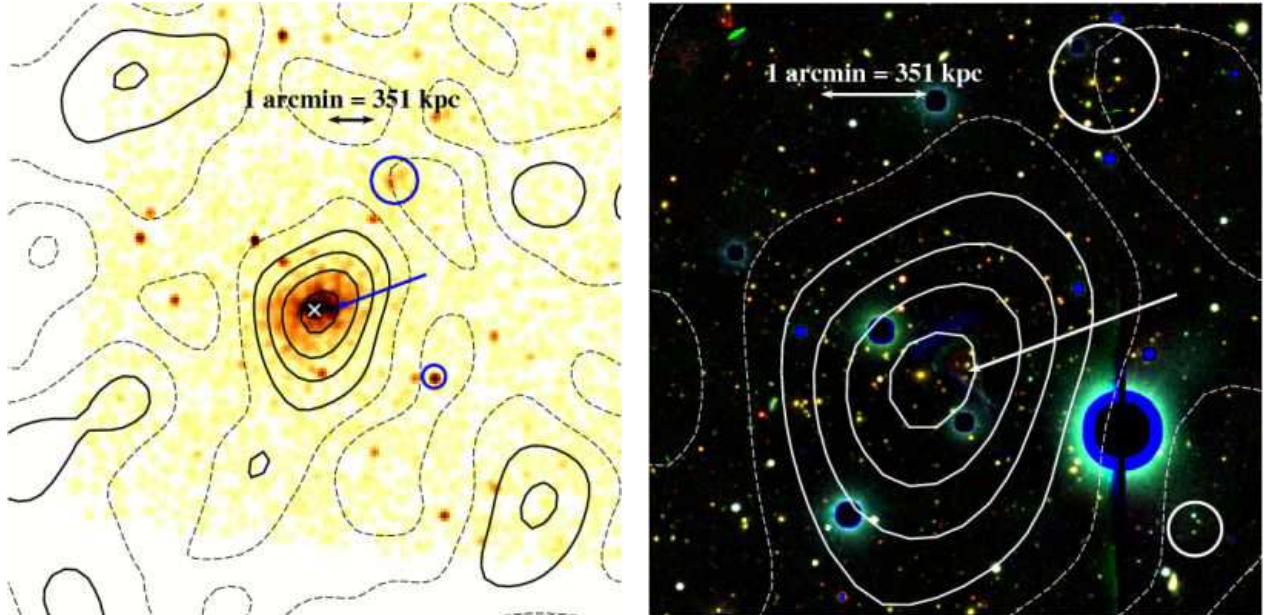 1 arcmin = 351 kpc
1 arcmin = 351 kpc